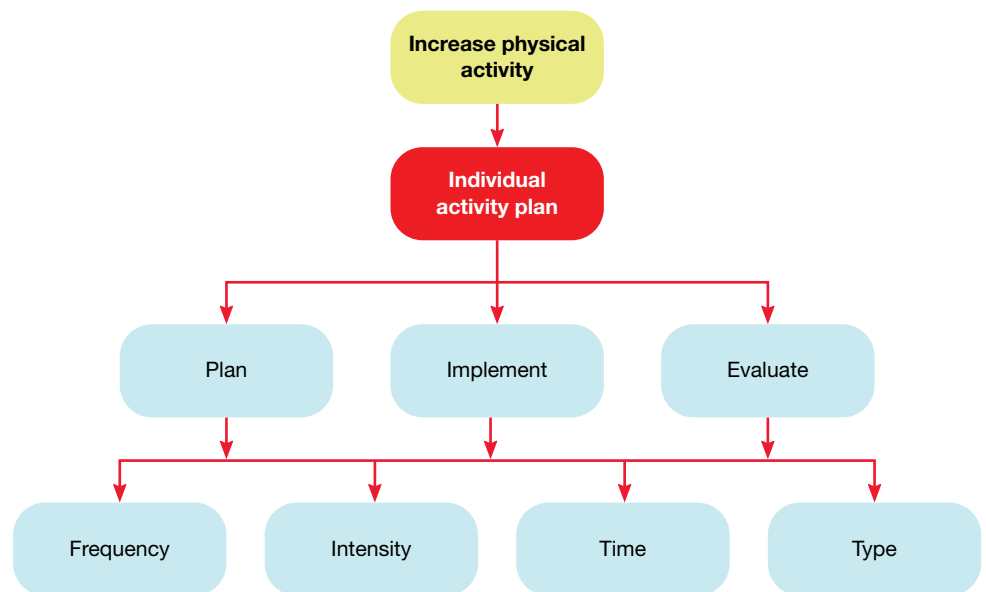 Increase physical
activity
Individual
activity plan
Plan
Implement
Evaluate
Frequency
Intensity
Time
Type